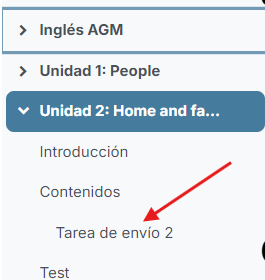 Inglés AGM
Unidad 1: People
Unidad 2: Home and fa...
Introducción
Contenidos
Tarea de envío 2
Test